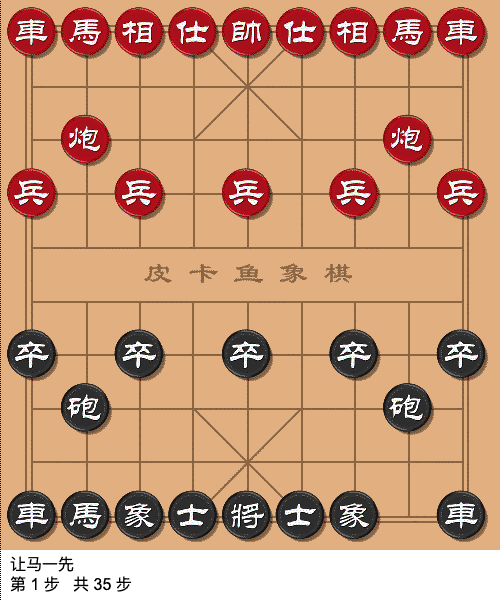 車馬相仕帥仕相馬車
炮炮
兵兵兵兵兵
皮卡鱼象棋
卒卒卒卒卒
砲砲
車馬象士將士象車
让马一先
第 1 步 共 35 步